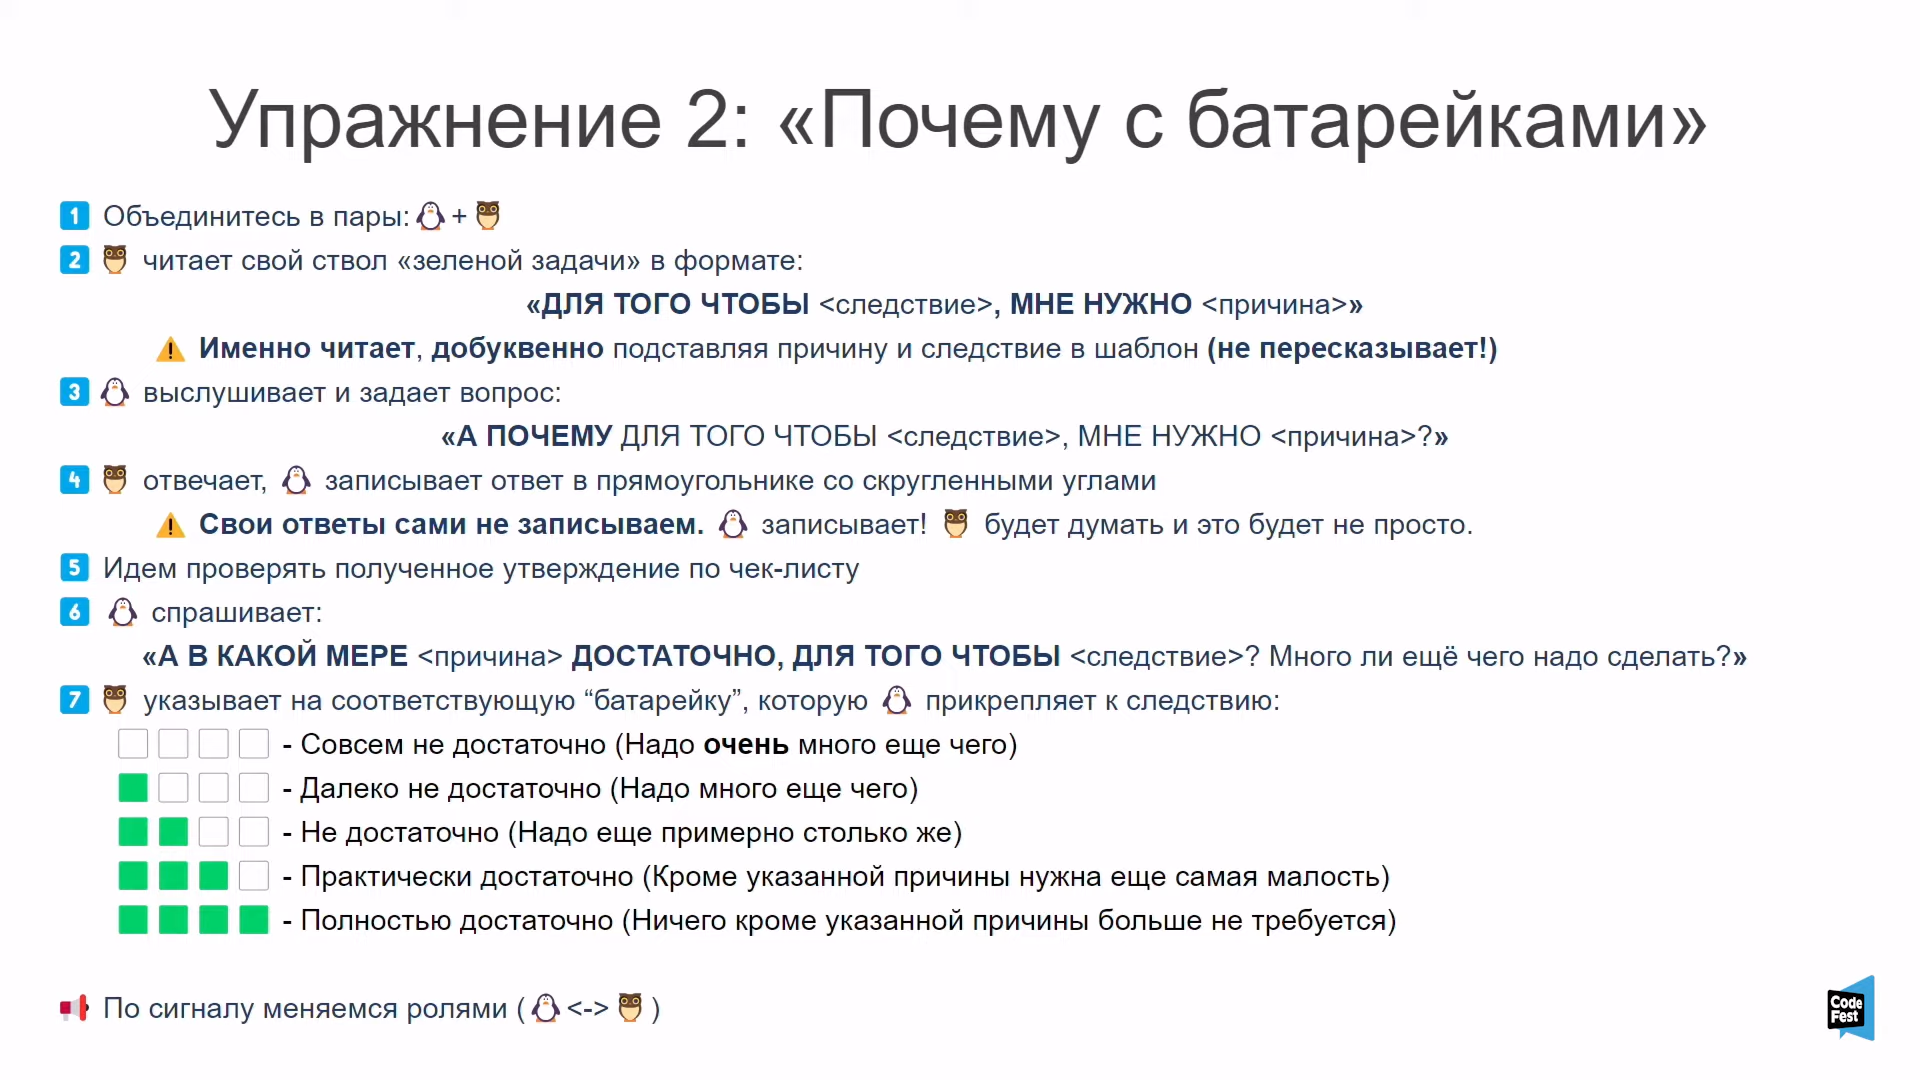 Упражнение 2: «Почему с батарейками»
1 Объединитесь в пары: 🐧 + 🦉
2 🦉 читает свой ствол «зеленой задачи» в формате:
«ДЛЯ ТОГО ЧТОБЫ <следствие>, МНЕ НУЖНО <причина>»
⚠️ Именно читает, добуквенно подставляя причину и следствие в шаблон (не пересказывает!)
3 🐧 выслушивает и задает вопрос:
«А ПОЧЕМУ ДЛЯ ТОГО ЧТОБЫ <следствие>, МНЕ НУЖНО <причина>?»
4 🦉 отвечает, 🐧 записывает ответ в прямоугольнике со скругленными углами
⚠️ Свои ответы сами не записываем. 🐧 записывает! 🦉 будет думать и это будет не просто.
5 Идем проверять полученное утверждение по чек-листу
6 🐧 спрашивает:
«А В КАКОЙ МЕРЕ <причина> ДОСТАТОЧНО, ДЛЯ ТОГО ЧТОБЫ <следствие>? Много ли ещё чего надо сделать?»
7 🦉 указывает на соответствующую “батарейку”, которую 🐧 прикрепляет к следствию:
- Совсем не достаточно (Надо очень много еще чего)
- Далеко не достаточно (Надо много еще чего)
- Не достаточно (Надо еще примерно столько же)
- Практически достаточно (Кроме указанной причины нужна еще самая малость)
- Полностью достаточно (Ничего кроме указанной причины больше не требуется)
По сигналу меняемся ролями (🐧 <-> 🦉 )
Code
Fest